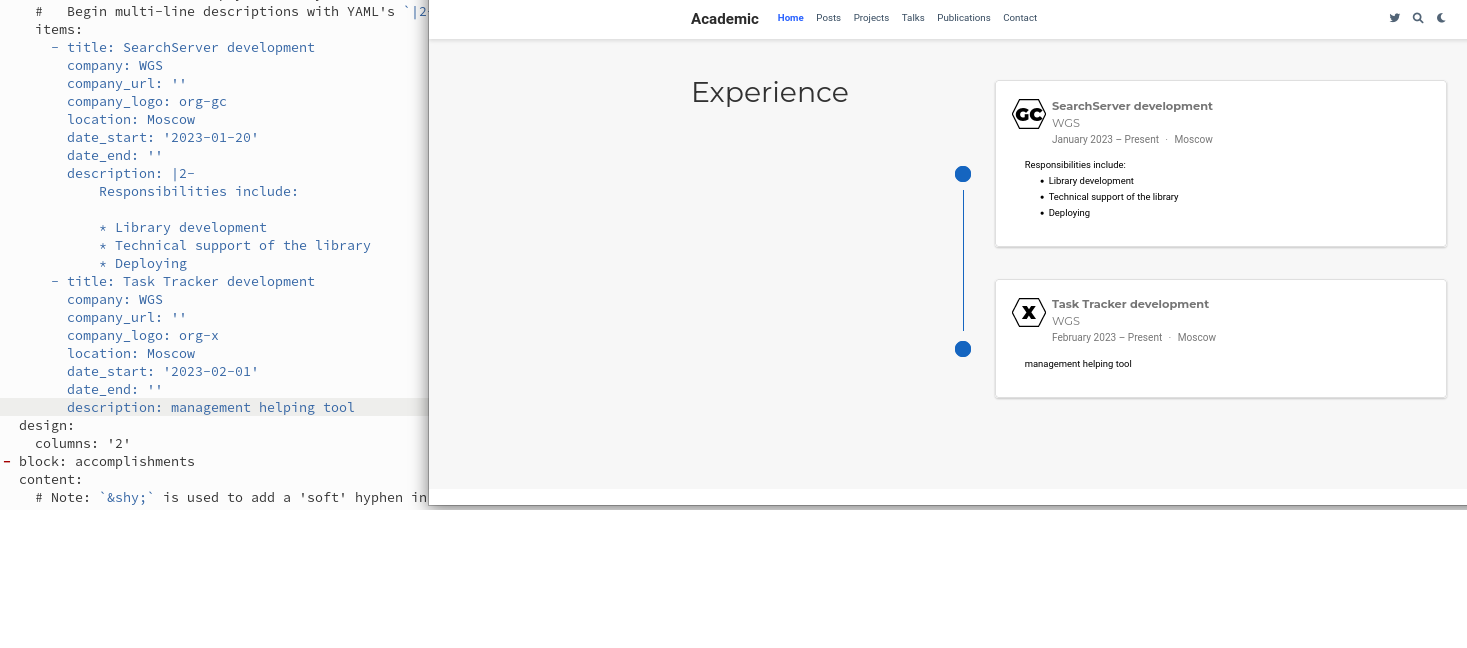 #   Begin multi-line descriptions with YAML's `|2
items:
- title: SearchServer development
company: WGS
company_url: ''
company_logo: org-gc
location: Moscow
date_start: '2023-01-20'
date_end: ''
description: |2-
Responsibilities include:
* Library development
* Technical support of the library
* Deploying
- title: Task Tracker development
company: WGS
company_url: ''
company_logo: org-x
location: Moscow
date_start: '2023-02-01'
date_end: ''
description: management helping tool
design:
columns: '2'
- block: accomplishments
content:
# Note: `&shy;` is used to add a 'soft' hyphen in
Academic
Home Posts Projects Talks Publications Contact
Experience
GC
SearchServer development
WGS
January 2023 – Present · Moscow
Responsibilities include:
• Library development
• Technical support of the library
• Deploying
X
Task Tracker development
WGS
February 2023 – Present · Moscow
management helping tool